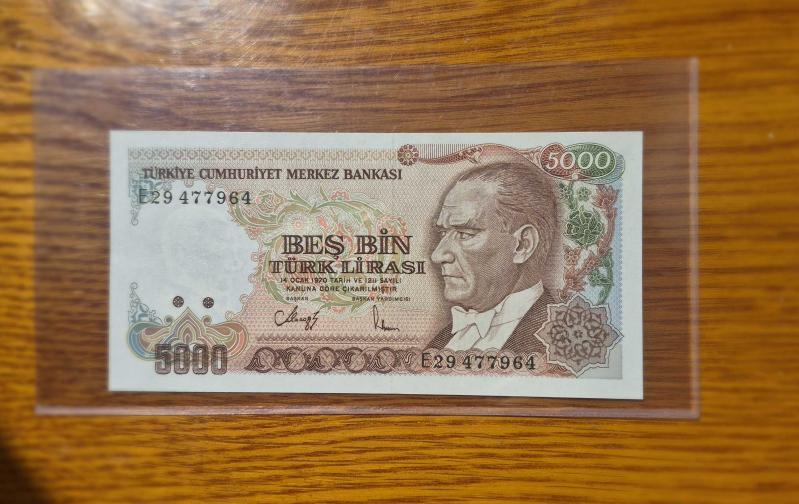 5000
TÜRKİYE CUMHURİYET MERKEZ BANKASI
E29 477964
BEŞ BİN
TÜRK LİRASI
14 OCAK 1970 TARİH VE 1211 SAYILI
KANUNA GÖRE ÇIKARILMIŞTIR
BAŞKAN BAŞKAN YARDIMCISI
5000
E29 477964